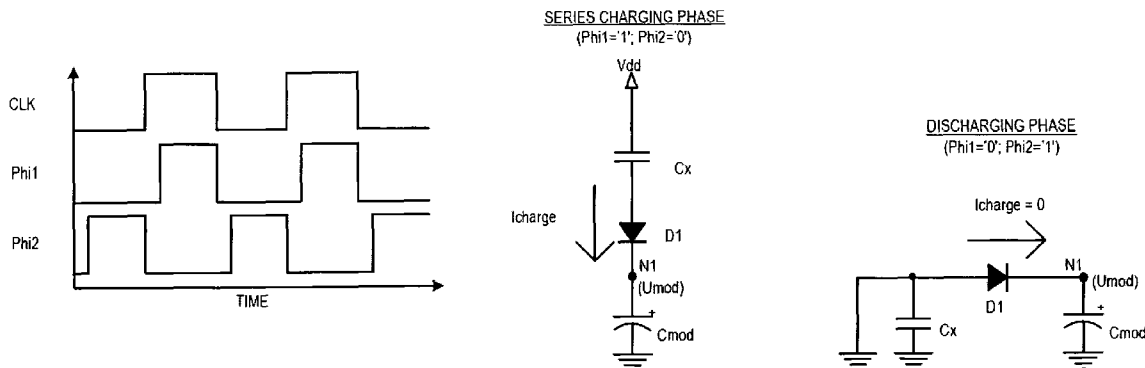 CLK
Phi1
Phi2
TIME
SERIES CHARGING PHASE
(Phi1='1'; Phi2='0')
Vdd
Cx
Icharge
D1
N1
(Umod)
+
Cmod
DISCHARGING PHASE
(Phi1='0'; Phi2='1')
Icharge = 0
D1
N1
(Umod)
Cx
+
Cmod